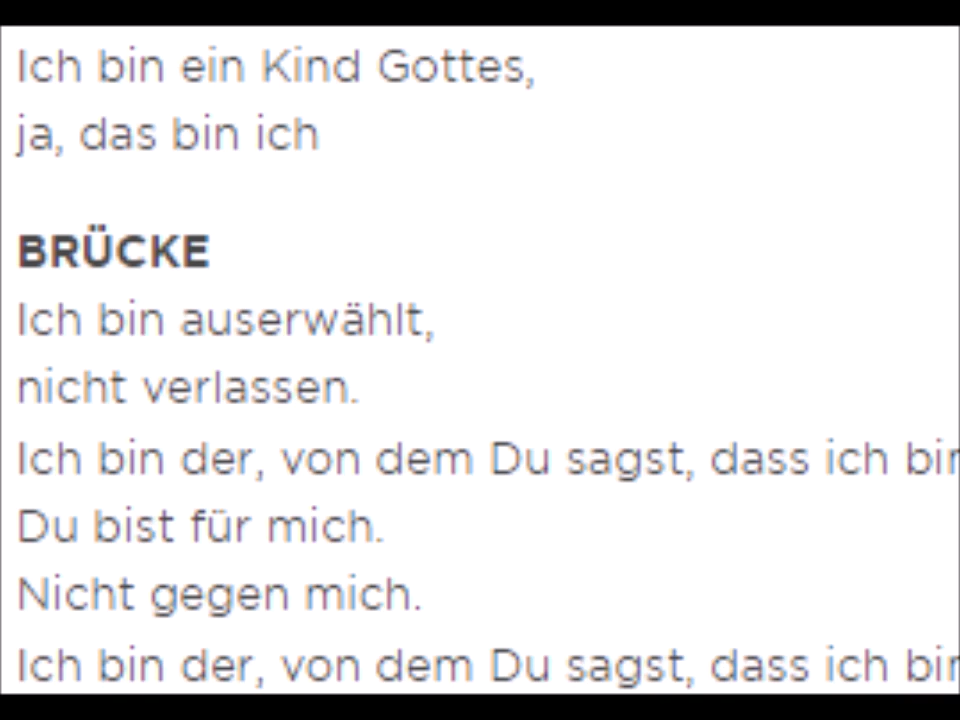 Ich bin ein Kind Gottes,
ja, das bin ich
BRÜCKE
Ich bin auserwählt,
nicht verlassen.
Ich bin der, von dem Du sagst, dass ich
Du bist für mich.
Nicht gegen mich.
Ich bin der, von dem Du sagst, dass ich